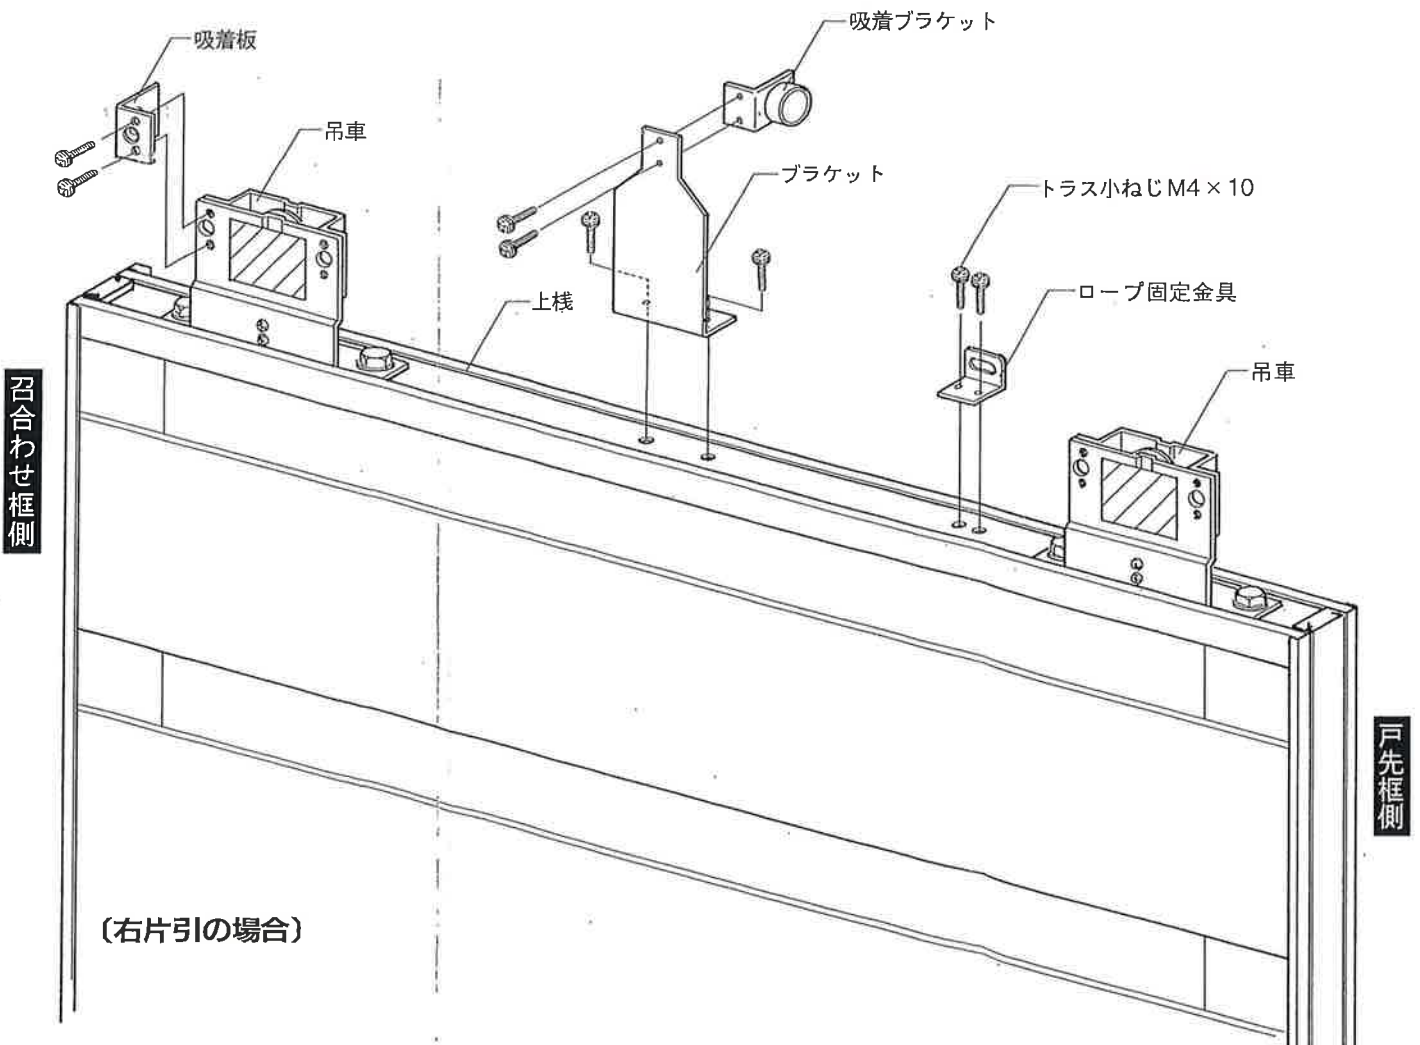 吸着ブラケット
吸着板
吊車
ブラケット
トラス小ねじM4×10
ロープ固定金具
上桟
吊車
召合わせ框側
戸先框側
〔右片引の場合〕